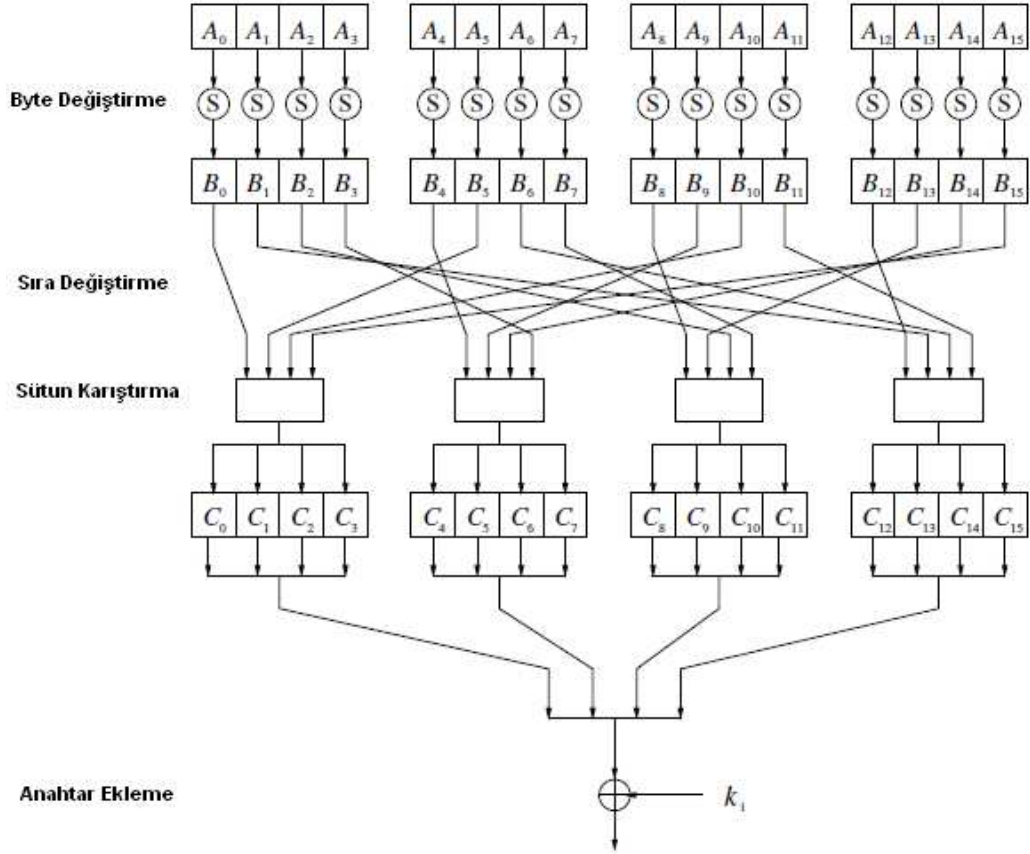 A₀ A₁ A₂ A₃ A₄ A₅ A₆ A₇ A₈ A₉ A₁₀ A₁₁ A₁₂ A₁₃ A₁₄ A₁₅
Byte Değiştirme S S S S S S S S S S S S S S S S
B₀ B₁ B₂ B₃ B₄ B₅ B₆ B₇ B₈ B₉ B₁₀ B₁₁ B₁₂ B₁₃ B₁₄ B₁₅
Sıra Değiştirme
Sütun Karıştırma
C₀ C₁ C₂ C₃ C₄ C₅ C₆ C₇ C₈ C₉ C₁₀ C₁₁ C₁₂ C₁₃ C₁₄ C₁₅
Anahtar Ekleme kᵢ